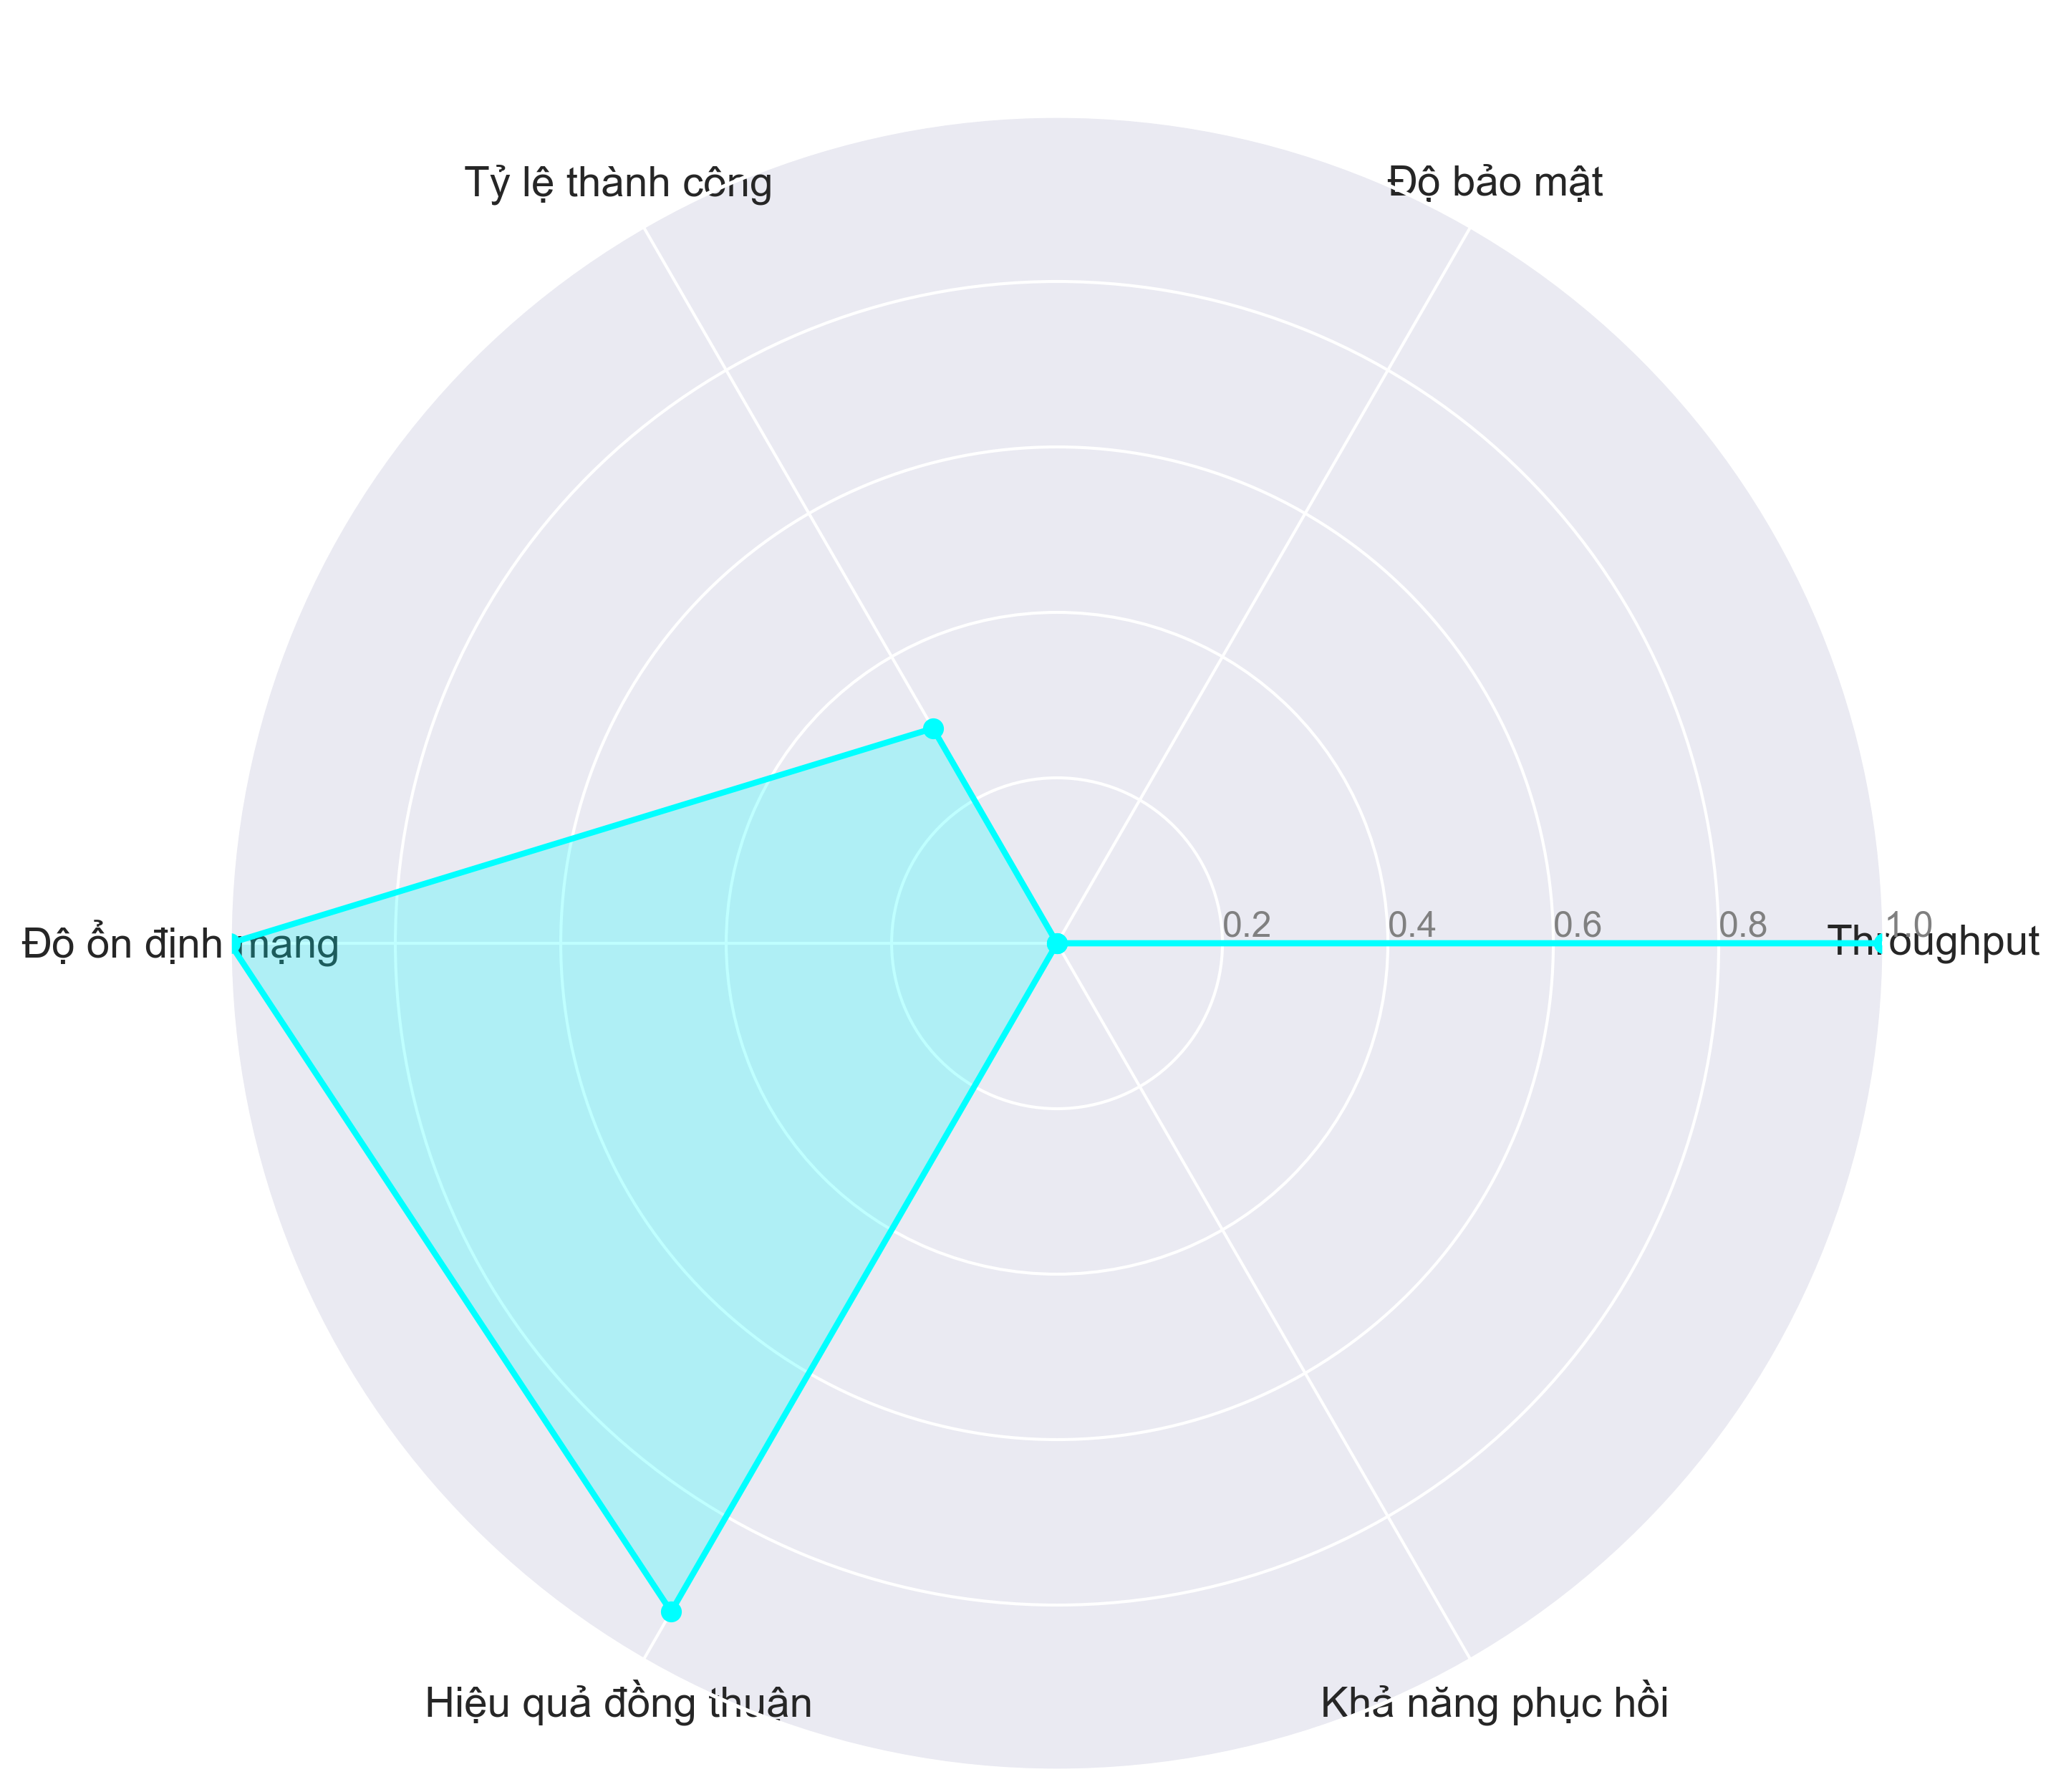 Tỷ lệ thành công
Độ bảo mật
Độ ổn định mạng
0.2
0.4
0.6
0.8
1.0
Throughput
Hiệu quả đồng thuận
Khả năng phục hồi